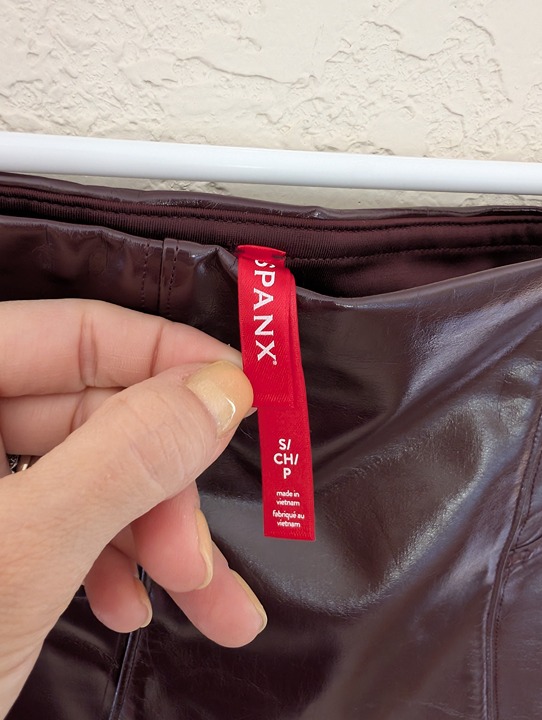 SPANX®
S/
CH/
P
made in
vietnam
fabriqué au
vietnam